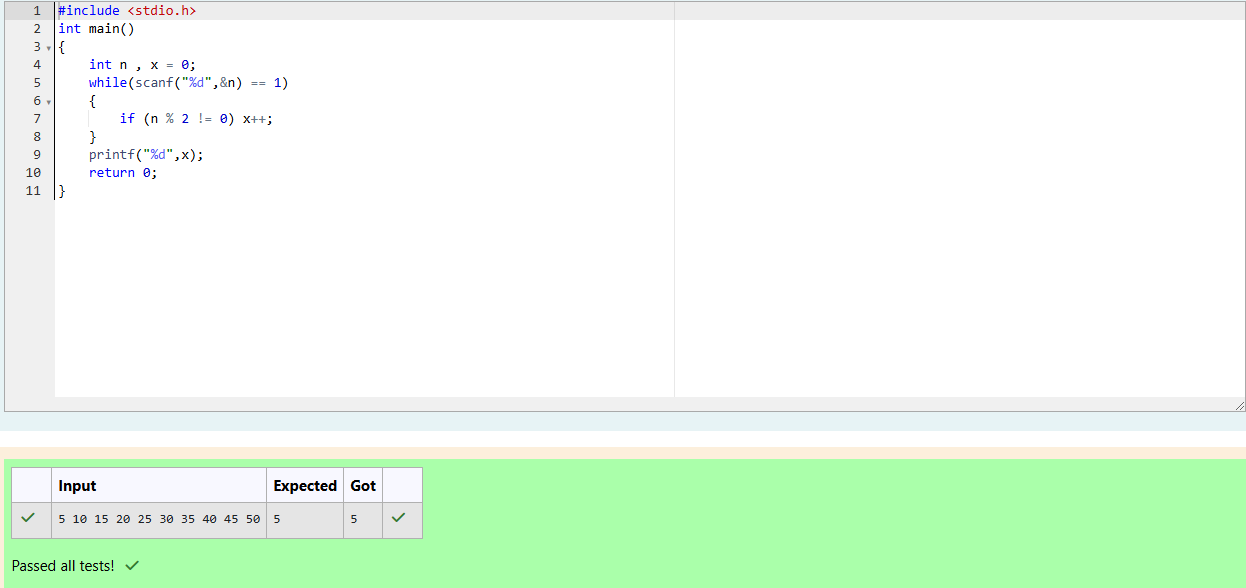 1 #include <stdio.h>
2 int main()
3 {
4     int n , x = 0;
5     while(scanf("%d",&n) == 1)
6     {
7         if (n % 2 != 0) x++;
8     }
9     printf("%d",x);
10     return 0;
11 }
Input Expected Got
5 10 15 20 25 30 35 40 45 50 5 5
Passed all tests!